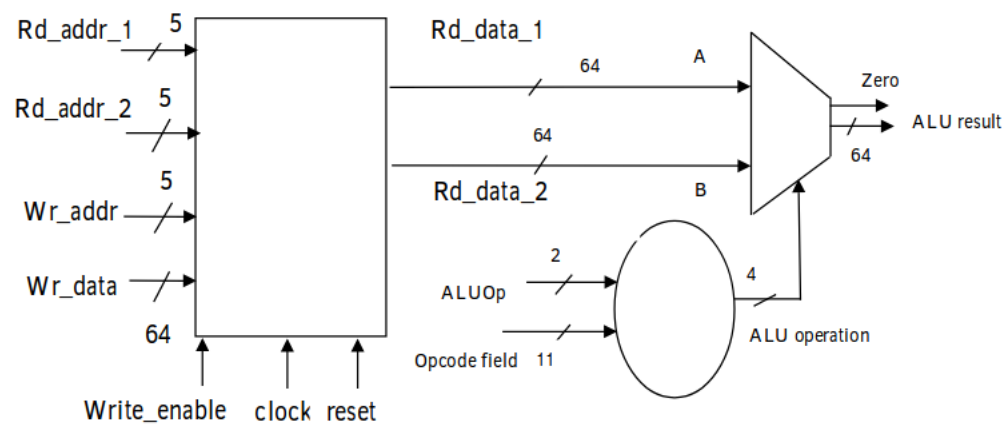 Rd_addr_1
5
Rd_addr_2
5
Wr_addr
5
Wr_data
64
Write_enable
clock
reset
Rd_data_1
64
A
64
Rd_data_2
B
Zero
ALU result
64
ALUOp
2
Opcode field
11
4
ALU operation